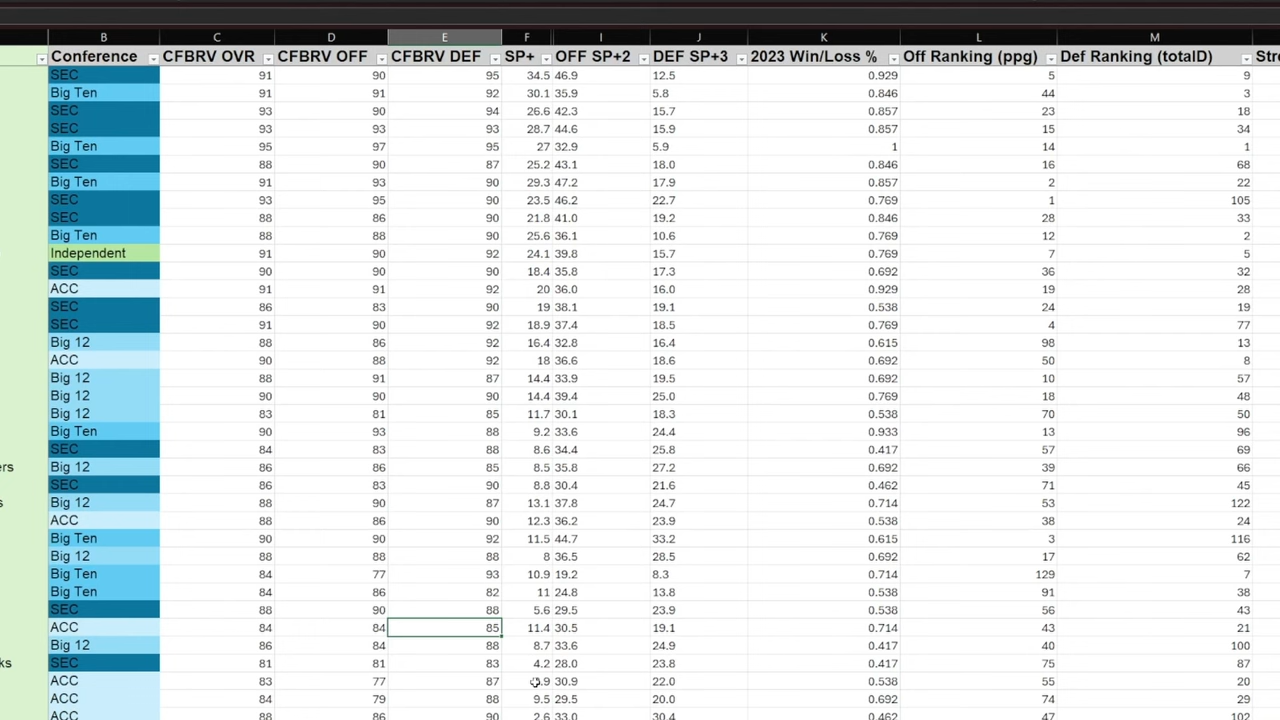 B C D E F I J K L M
Conference CFBRV OVR CFBRV OFF CFBRV DEF SP+ OFF SP+2 DEF SP+3 2023 Win/Loss % Off Ranking (ppg) Def Ranking (totalD) Stre
SEC 91 90 95 34.5 46.9 12.5 0.929 5 9
Big Ten 91 91 92 30.1 35.9 5.8 0.846 44 3
SEC 93 90 94 26.6 42.3 15.7 0.857 23 18
SEC 93 93 93 28.7 44.6 15.9 0.857 15 34
Big Ten 95 97 95 27 32.9 5.9 1 14 1
SEC 88 90 87 25.2 43.1 18.0 0.846 16 68
Big Ten 91 93 90 29.3 47.2 17.9 0.857 2 22
SEC 93 95 90 23.5 46.2 22.7 0.769 1 105
SEC 88 86 90 21.8 41.0 19.2 0.846 28 33
Big Ten 88 88 90 25.6 36.1 10.6 0.769 12 2
Independent 91 90 92 24.1 39.8 15.7 0.769 7 5
SEC 90 90 90 18.4 35.8 17.3 0.692 36 32
ACC 91 91 92 20 36.0 16.0 0.929 19 28
SEC 86 83 90 19 38.1 19.1 0.538 24 19
SEC 91 90 92 18.9 37.4 18.5 0.769 4 77
Big 12 88 86 92 16.4 32.8 16.4 0.615 98 13
ACC 90 88 92 18 36.6 18.6 0.692 50 8
Big 12 88 91 87 14.4 33.9 19.5 0.692 10 57
Big 12 90 90 90 14.4 39.4 25.0 0.769 18 48
Big 12 83 81 85 11.7 30.1 18.3 0.538 70 50
Big Ten 90 93 88 9.2 33.6 24.4 0.933 13 96
SEC 84 83 88 8.6 34.4 25.8 0.417 57 69
ers Big 12 86 86 85 8.5 35.8 27.2 0.692 39 66
SEC 86 83 90 8.8 30.4 21.6 0.462 71 45
s Big 12 88 90 87 13.1 37.8 24.7 0.714 53 122
ACC 88 86 90 12.3 36.2 23.9 0.538 38 24
Big Ten 90 90 92 11.5 44.7 33.2 0.615 3 116
Big 12 88 88 88 8 36.5 28.5 0.692 17 62
Big Ten 84 77 93 10.9 19.2 8.3 0.714 129 7
Big Ten 84 86 82 11 24.8 13.8 0.538 91 38
SEC 88 90 88 5.6 29.5 23.9 0.538 56 43
ACC 84 84 85 11.4 30.5 19.1 0.714 43 21
Big 12 86 84 88 8.7 33.6 24.9 0.417 40 100
ks SEC 81 81 83 4.2 28.0 23.8 0.417 75 87
ACC 83 77 87 .9 30.9 22.0 0.538 55 20
ACC 84 79 88 9.5 29.5 20.0 0.692 74 29
ACC 88 86 90 2.6 33.0 30.4 0.462 47 102